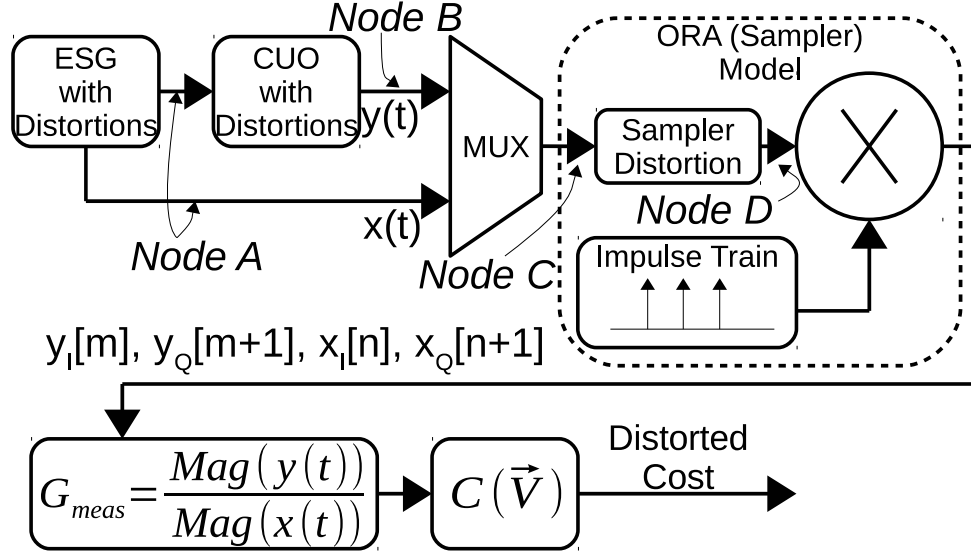 Node B
ESG
with
Distortions
CUO
with
Distortions
y(t)
MUX
ORA (Sampler)
Model
Sampler
Distortion
x(t)
Node A
Node C
Node D
Impulse Train
y_I[m], y_Q[m+1], x_I[n], x_Q[n+1]
G_meas = Mag(y(t)) / Mag(x(t))
C(V⃗)
Distorted
Cost